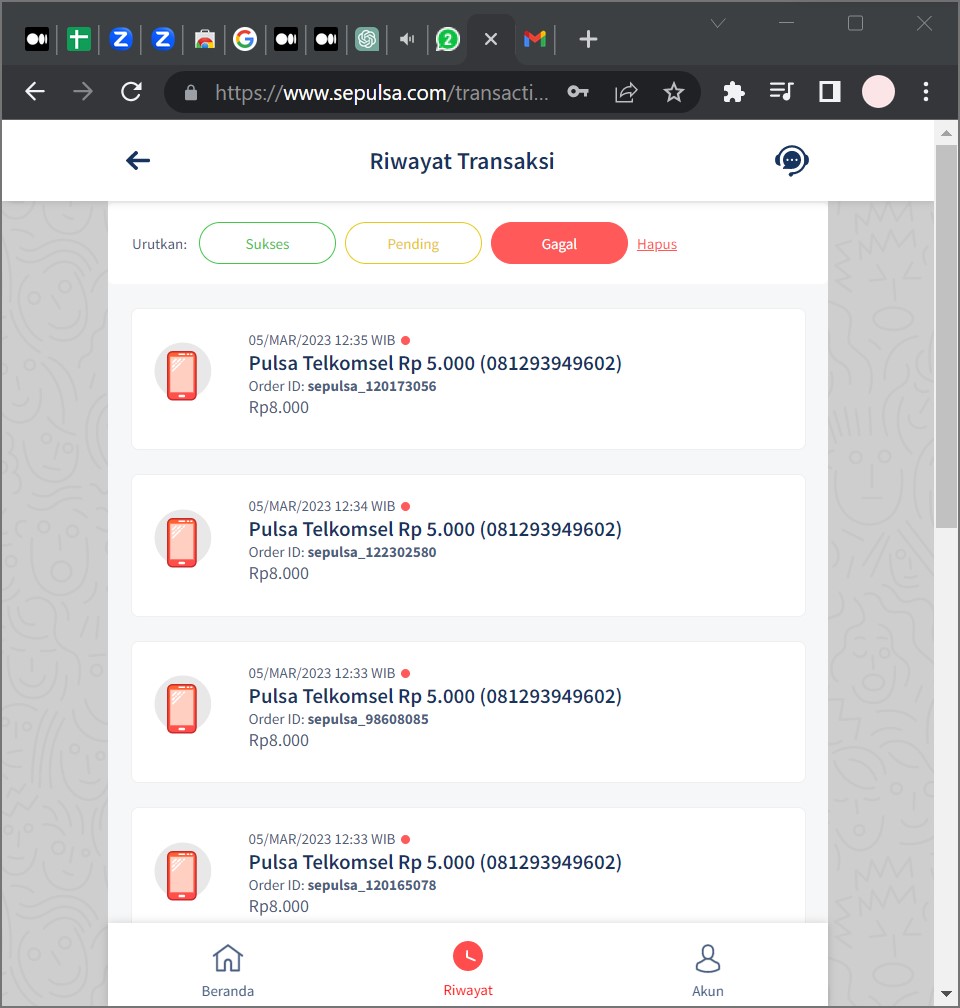 2
https://www.sepulsa.com/transacti...
Riwayat Transaksi
Urutkan: Sukses Pending Gagal Hapus
05/MAR/2023 12:35 WIB
Pulsa Telkomsel Rp 5.000 (081293949602)
Order ID: sepulsa_120173056
Rp8.000
05/MAR/2023 12:34 WIB
Pulsa Telkomsel Rp 5.000 (081293949602)
Order ID: sepulsa_122302580
Rp8.000
05/MAR/2023 12:33 WIB
Pulsa Telkomsel Rp 5.000 (081293949602)
Order ID: sepulsa_98608085
Rp8.000
05/MAR/2023 12:33 WIB
Pulsa Telkomsel Rp 5.000 (081293949602)
Order ID: sepulsa_120165078
Rp8.000
Beranda Riwayat Akun